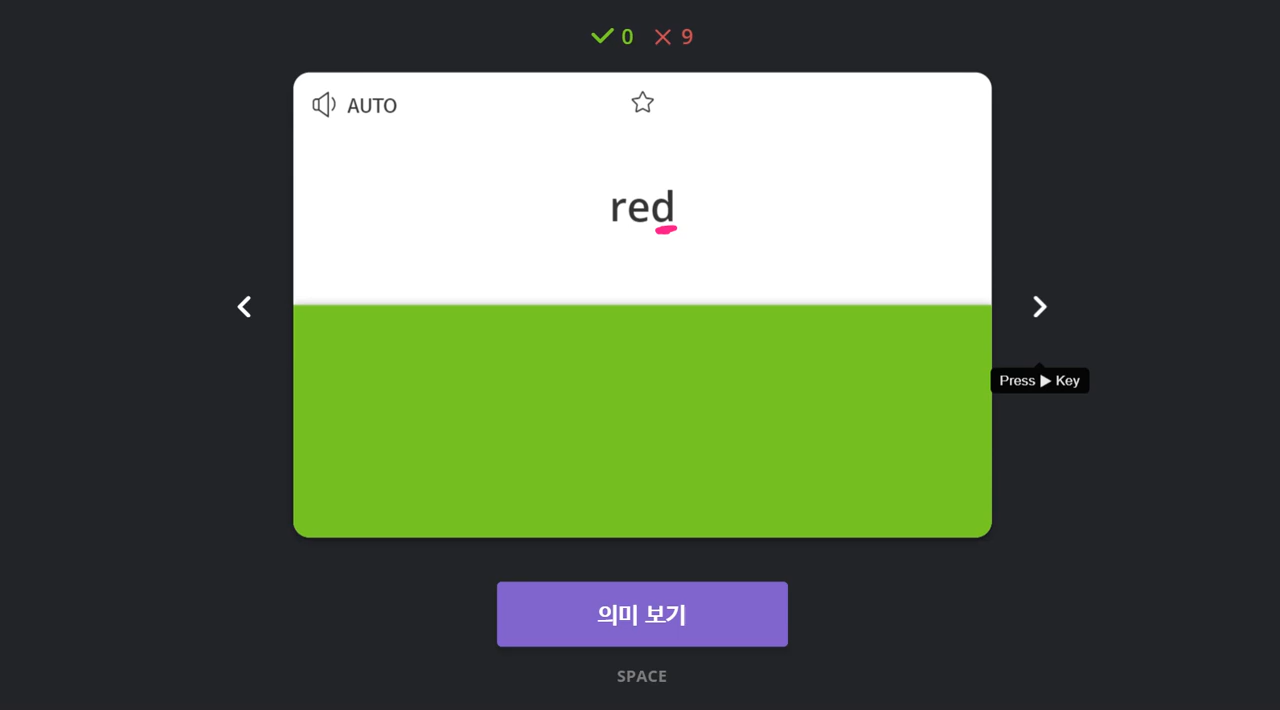 0 9
AUTO
red
Press ▶ Key
의미 보기
SPACE